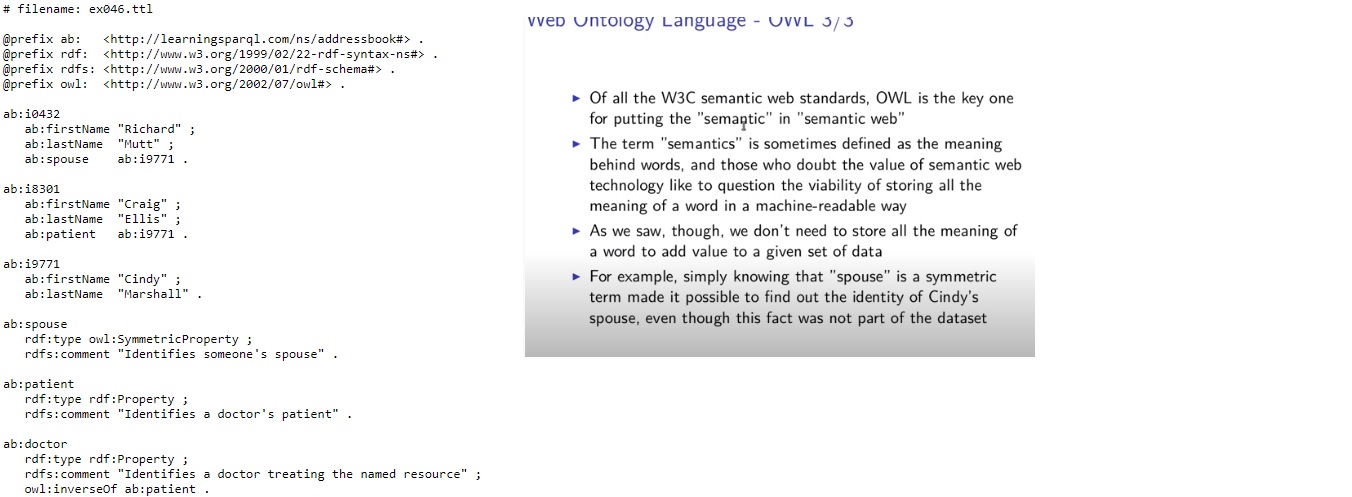 # filename: ex046.ttl
@prefix ab:   <http://learningsparql.com/ns/addressbook#> .
@prefix rdf:  <http://www.w3.org/1999/02/22-rdf-syntax-ns#> .
@prefix rdfs: <http://www.w3.org/2000/01/rdf-schema#> .
@prefix owl:  <http://www.w3.org/2002/07/owl#> .
ab:i0432
   ab:firstName "Richard" ;
   ab:lastName  "Mutt" ;
   ab:spouse    ab:i9771 .
ab:i8301
   ab:firstName "Craig" ;
   ab:lastName  "Ellis" ;
   ab:patient   ab:i9771 .
ab:i9771
   ab:firstName "Cindy" ;
   ab:lastName  "Marshall" .
ab:spouse
   rdf:type owl:SymmetricProperty ;
   rdfs:comment "Identifies someone's spouse" .
ab:patient
   rdf:type rdf:Property ;
   rdfs:comment "Identifies a doctor's patient" .
ab:doctor
   rdf:type rdf:Property ;
   rdfs:comment "Identifies a doctor treating the named resource" ;
   owl:inverseOf ab:patient .
Web Ontology Language - OWL 3/3
▶ Of all the W3C semantic web standards, OWL is the key one
for putting the "semantic" in "semantic web"
▶ The term "semantics" is sometimes defined as the meaning
behind words, and those who doubt the value of semantic web
technology like to question the viability of storing all the
meaning of a word in a machine-readable way
▶ As we saw, though, we don't need to store all the meaning of
a word to add value to a given set of data
▶ For example, simply knowing that "spouse" is a symmetric
term made it possible to find out the identity of Cindy's
spouse, even though this fact was not part of the dataset